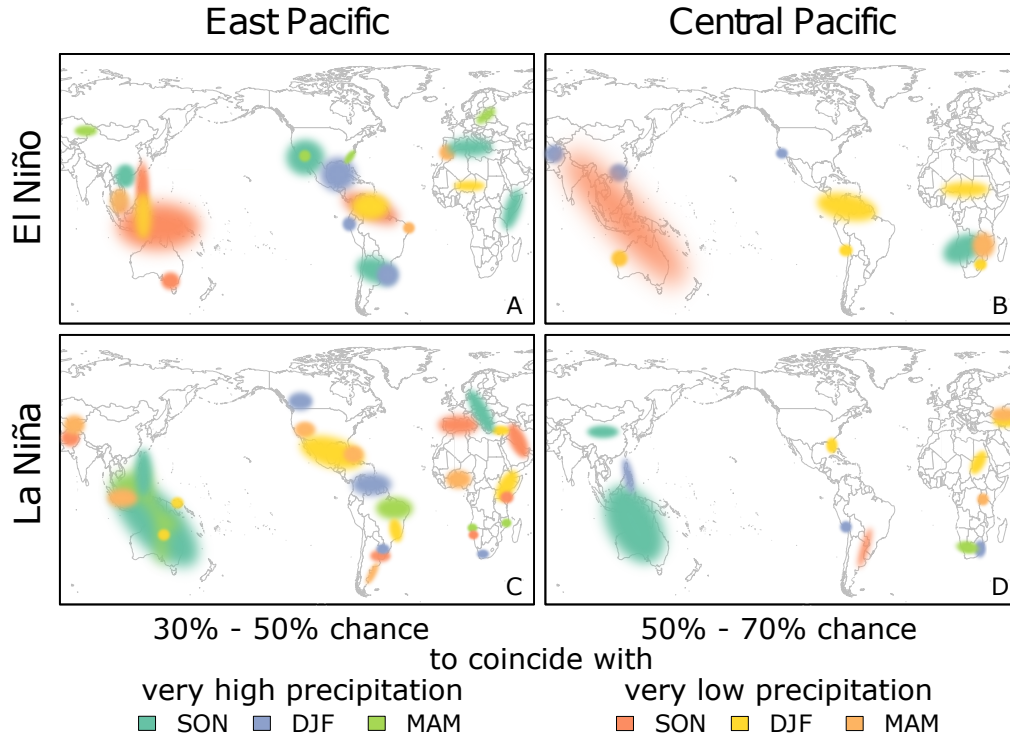 East Pacific
Central Pacific
El Niño
A
B
La Niña
C
D
30% - 50% chance
50% - 70% chance
to coincide with
very high precipitation
very low precipitation
SON DJF MAM
SON DJF MAM